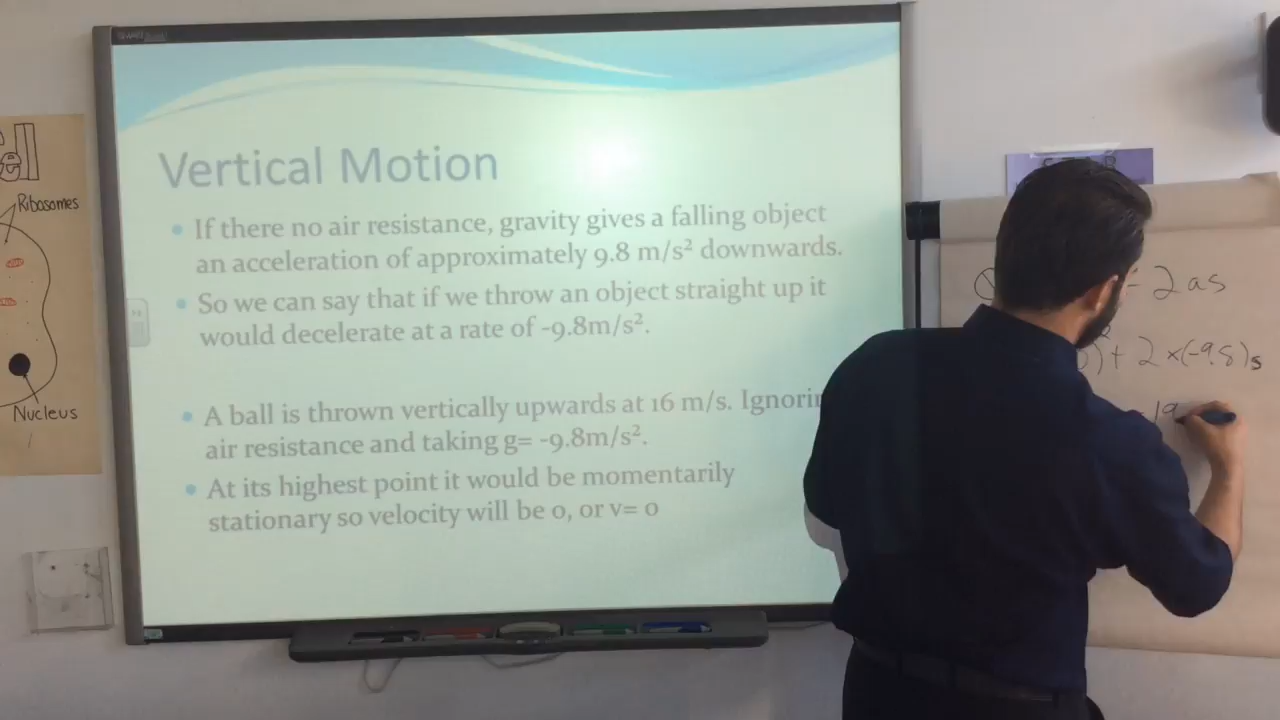 Ribosomes
Nucleus
Vertical Motion
If there no air resistance, gravity gives a falling object
an acceleration of approximately 9.8 m/s² downwards.
So we can say that if we throw an object straight up it
would decelerate at a rate of -9.8m/s².
A ball is thrown vertically upwards at 16 m/s. Ignorin
air resistance and taking g= -9.8m/s².
At its highest point it would be momentarily
stationary so velocity will be 0, or v= 0
2as
)² + 2 x(-9.8)s
-19